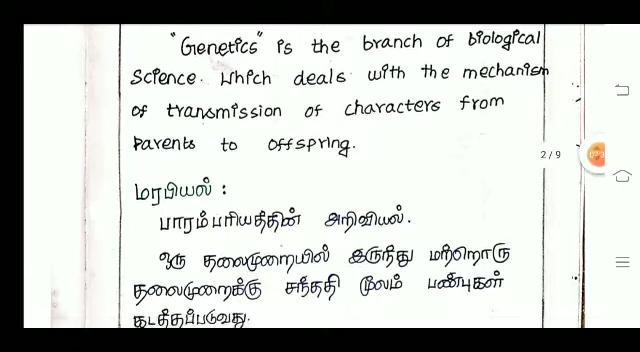 "Genetics" is the branch of biological
Science. Which deals with the mechanism
of transmission of characters from
Parents to offspring.
2/9
மரபியல் :
பாரம்பரியத்தின் அறிவியல்.
ஒரு தலைமுறையில் இருந்து மற்றொரு
தலைமுறைக்கு சந்ததி மூலம் பண்புகள்
கடத்தப்படுவது.